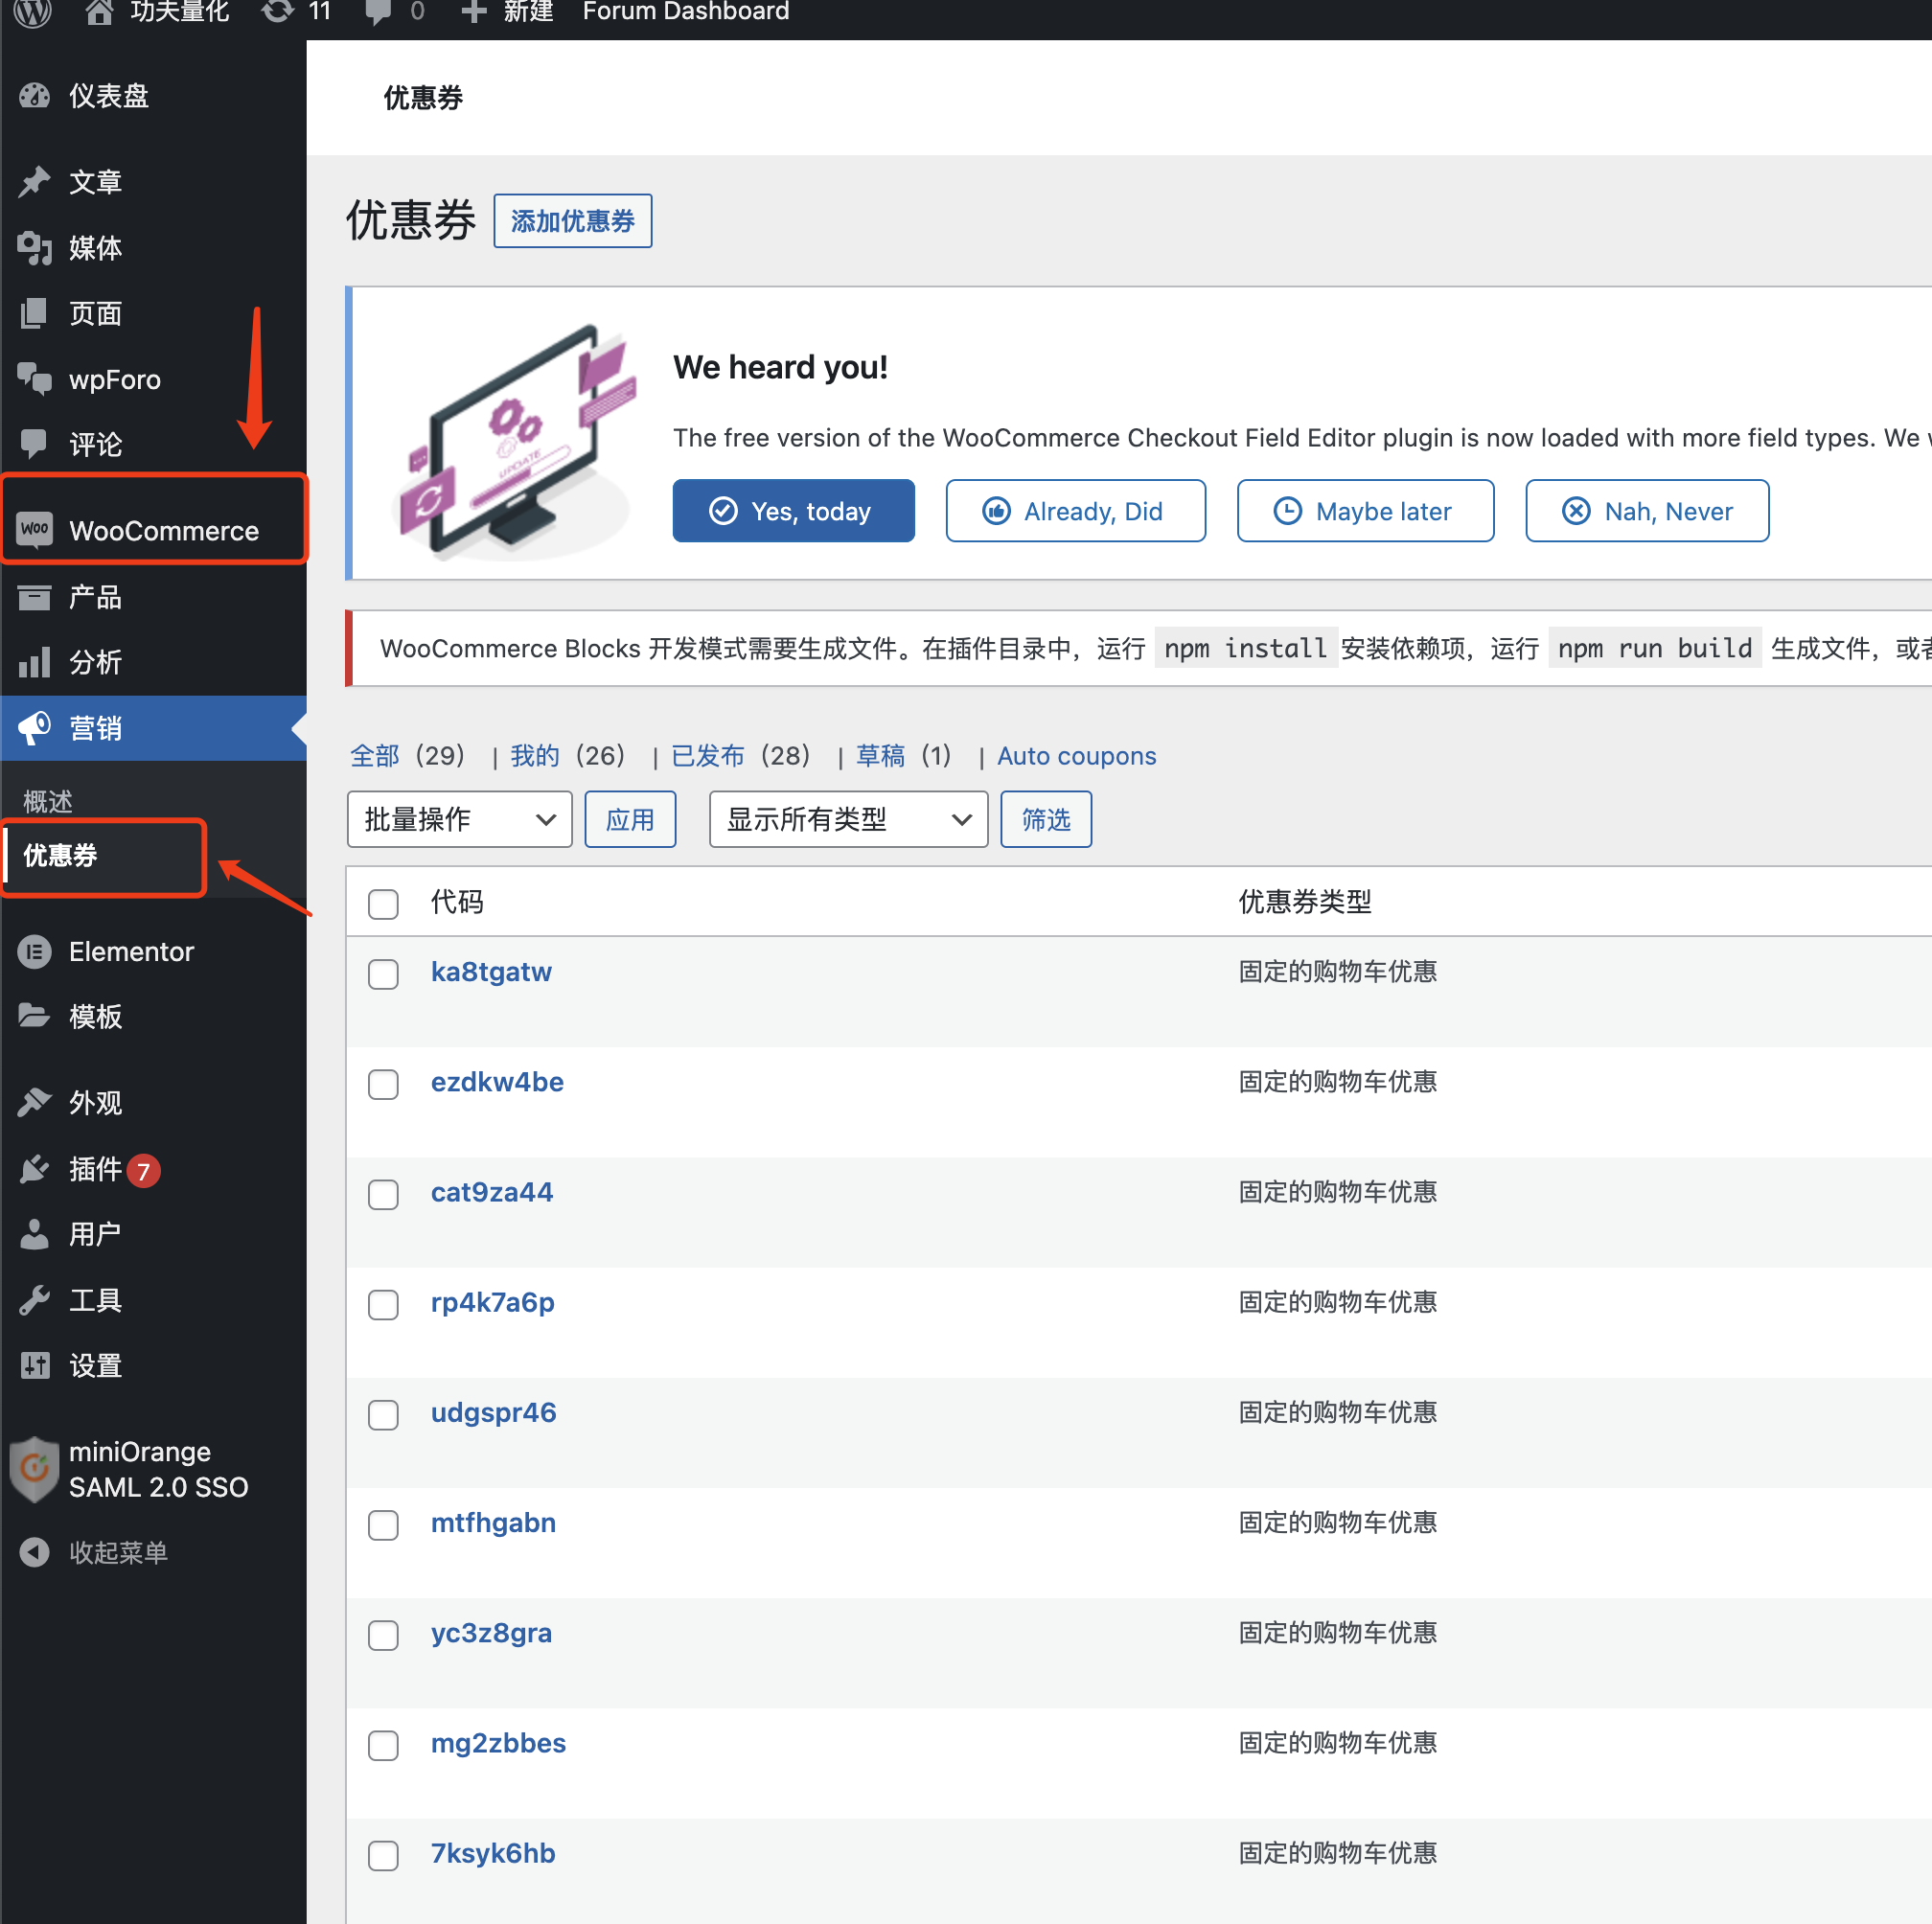 功夫量化 11 0 新建 Forum Dashboard
仪表盘
文章
媒体
页面
wpForo
评论
Woo WooCommerce
产品
分析
营销
概述
优惠券
Elementor
模板
外观
插件 7
用户
工具
设置
miniOrange
SAML 2.0 SSO
收起菜单
优惠券
优惠券 添加优惠券
UPDATE
We heard you!
The free version of the WooCommerce Checkout Field Editor plugin is now loaded with more field types. We
Yes, today Already, Did Maybe later Nah, Never
WooCommerce Blocks 开发模式需要生成文件。在插件目录中，运行 npm install 安装依赖项，运行 npm run build 生成文件，或者
全部 (29) | 我的 (26) | 已发布 (28) | 草稿 (1) | Auto coupons
批量操作 应用 显示所有类型 筛选
代码 优惠券类型
ka8tgatw 固定的购物车优惠
ezdkw4be 固定的购物车优惠
cat9za44 固定的购物车优惠
rp4k7a6p 固定的购物车优惠
udgspr46 固定的购物车优惠
mtfhgabn 固定的购物车优惠
yc3z8gra 固定的购物车优惠
mg2zbbes 固定的购物车优惠
7ksyk6hb 固定的购物车优惠